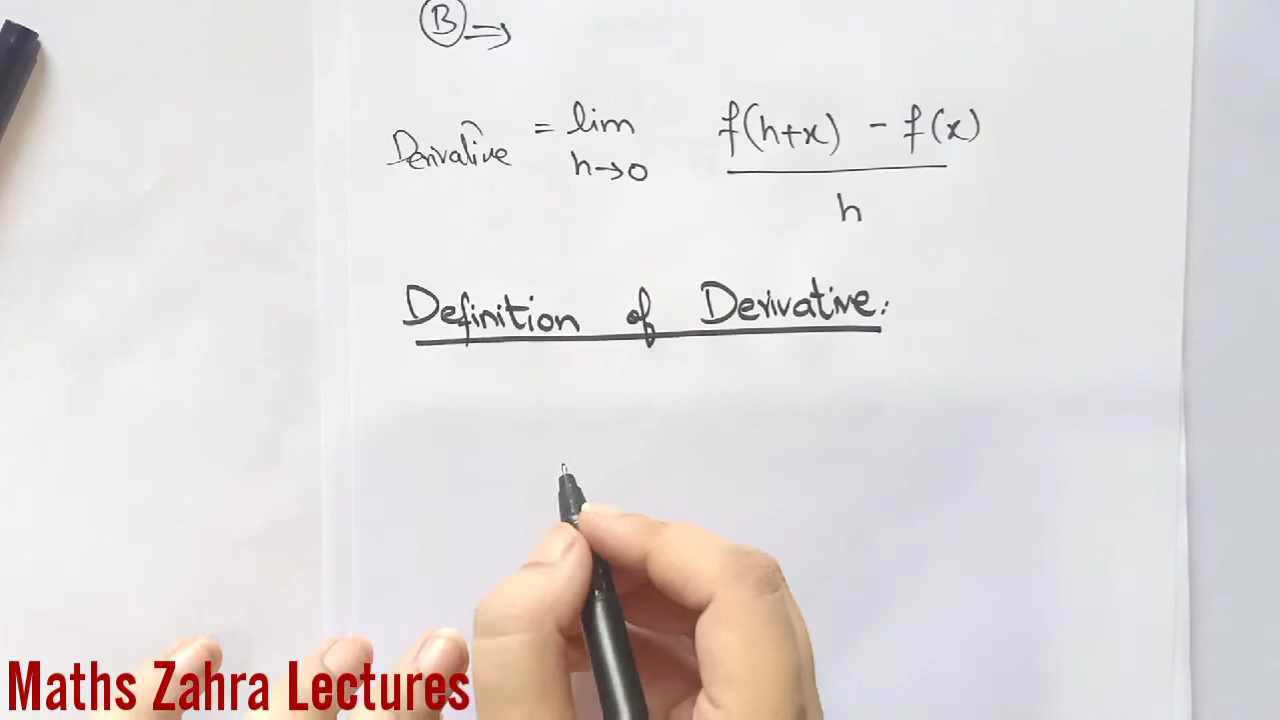 B ⇒
Derivative = lim h→0 f(h+x) - f(x) / h
Definition of Derivative:
Maths Zahra Lectures